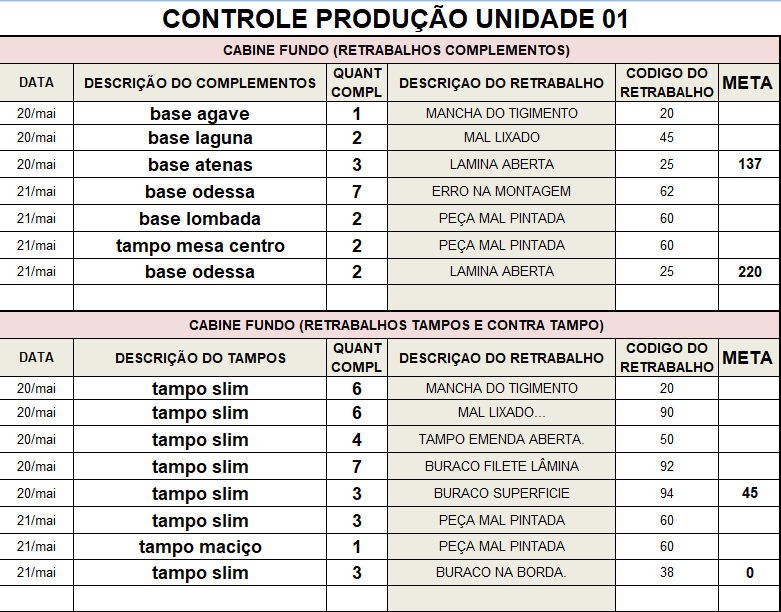 CONTROLE PRODUÇÃO UNIDADE 01
CABINE FUNDO (RETRABALHOS COMPLEMENTOS)
DATA DESCRIÇÃO DO COMPLEMENTOS QUANT COMPL DESCRIÇAO DO RETRABALHO CODIGO DO RETRABALHO META
20/mai base agave 1 MANCHA DO TIGIMENTO 20
20/mai base laguna 2 MAL LIXADO 45
20/mai base atenas 3 LAMINA ABERTA 25 137
21/mai base odessa 7 ERRO NA MONTAGEM 62
21/mai base lombada 2 PEÇA MAL PINTADA 60
21/mai tampo mesa centro 2 PEÇA MAL PINTADA 60
21/mai base odessa 2 LAMINA ABERTA 25 220
CABINE FUNDO (RETRABALHOS TAMPOS E CONTRA TAMPO)
DATA DESCRIÇÃO DO TAMPOS QUANT COMPL DESCRIÇAO DO RETRABALHO CODIGO DO RETRABALHO META
20/mai tampo slim 6 MANCHA DO TIGIMENTO 20
20/mai tampo slim 6 MAL LIXADO... 90
20/mai tampo slim 4 TAMPO EMENDA ABERTA. 50
20/mai tampo slim 7 BURACO FILETE LÂMINA 92
20/mai tampo slim 3 BURACO SUPERFICIE 94 45
21/mai tampo slim 3 PEÇA MAL PINTADA 60
21/mai tampo maciço 1 PEÇA MAL PINTADA 60
21/mai tampo slim 3 BURACO NA BORDA. 38 0